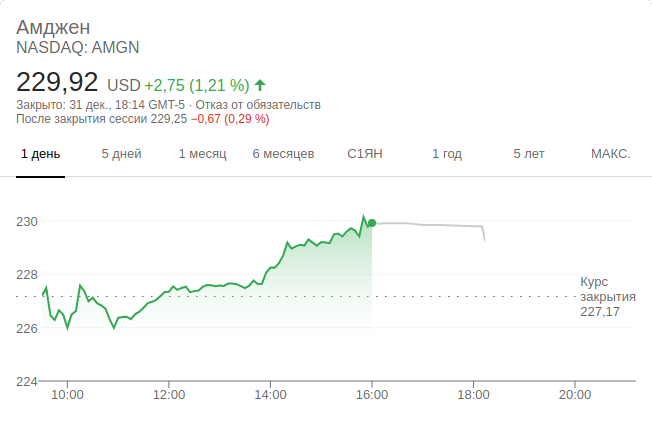 Амджен
NASDAQ: AMGN
229,92 USD +2,75 (1,21 %)
Закрыто: 31 дек., 18:14 GMT-5 · Отказ от обязательств
После закрытия сессии 229,25 −0,67 (0,29 %)
1 день 5 дней 1 месяц 6 месяцев С1ЯН 1 год 5 лет МАКС.
230
228
Курс
закрытия
227,17
226
224
10:00 12:00 14:00 16:00 18:00 20:00